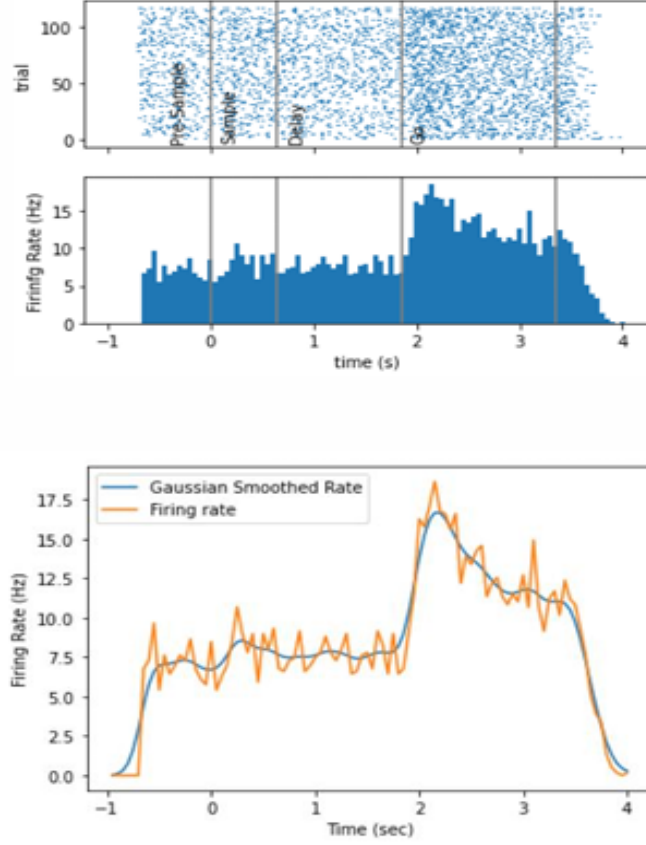 100
50
0
trial
Pre-Sample
Sample
Delay
Go
15
10
5
0
Firinfg Rate (Hz)
−1 0 1 2 3 4
time (s)
Gaussian Smoothed Rate
Firing rate
17.5
15.0
12.5
10.0
7.5
5.0
2.5
0.0
Firing Rate (Hz)
−1 0 1 2 3 4
Time (sec)